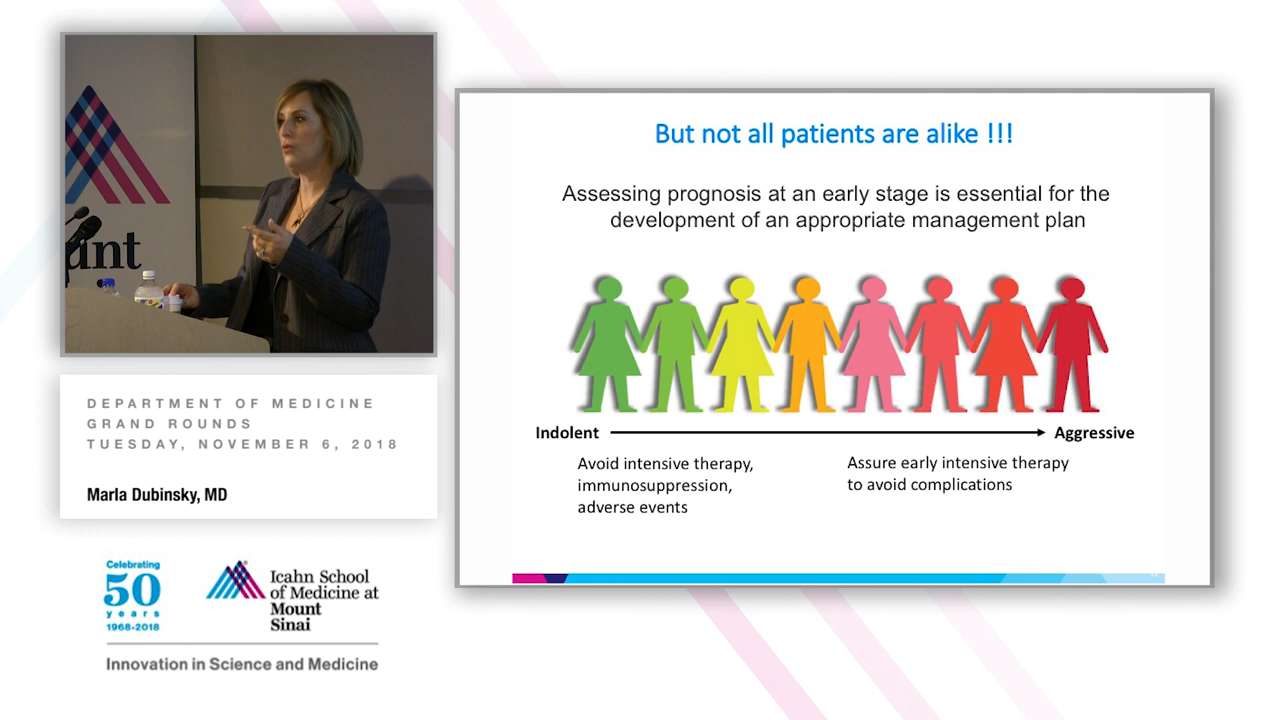 unt
DEPARTMENT OF MEDICINE
GRAND ROUNDS
TUESDAY, NOVEMBER 6, 2018
Marla Dubinsky, MD
Celebrating
50
years
1968-2018
Icahn School
of Medicine at
Mount
Sinai
Innovation in Science and Medicine
But not all patients are alike !!!
Assessing prognosis at an early stage is essential for the
development of an appropriate management plan
Indolent
Aggressive
Avoid intensive therapy,
immunosuppression,
adverse events
Assure early intensive therapy
to avoid complications